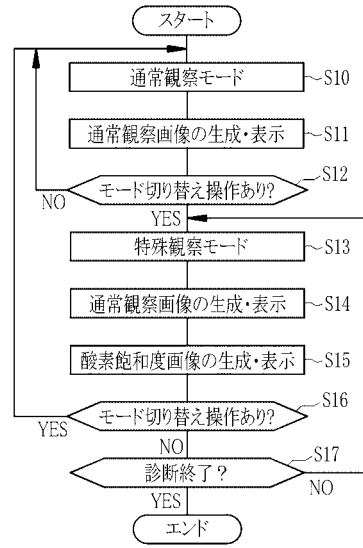 スタート
通常観察モード
S10
通常観察画像の生成・表示
S11
モード切り替え操作あり?
S12
NO
YES
特殊観察モード
S13
通常観察画像の生成・表示
S14
酸素飽和度画像の生成・表示
S15
モード切り替え操作あり?
S16
YES
NO
診断終了?
S17
NO
YES
エンド